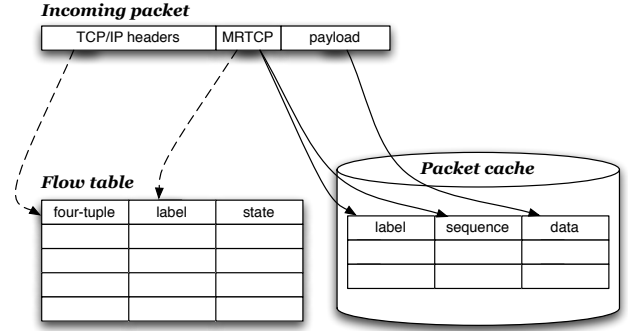 Incoming packet
TCP/IP headers MRTCP payload
Flow table
four-tuple label state
Packet cache
label sequence data